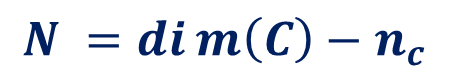 N = dim(C) − n_c